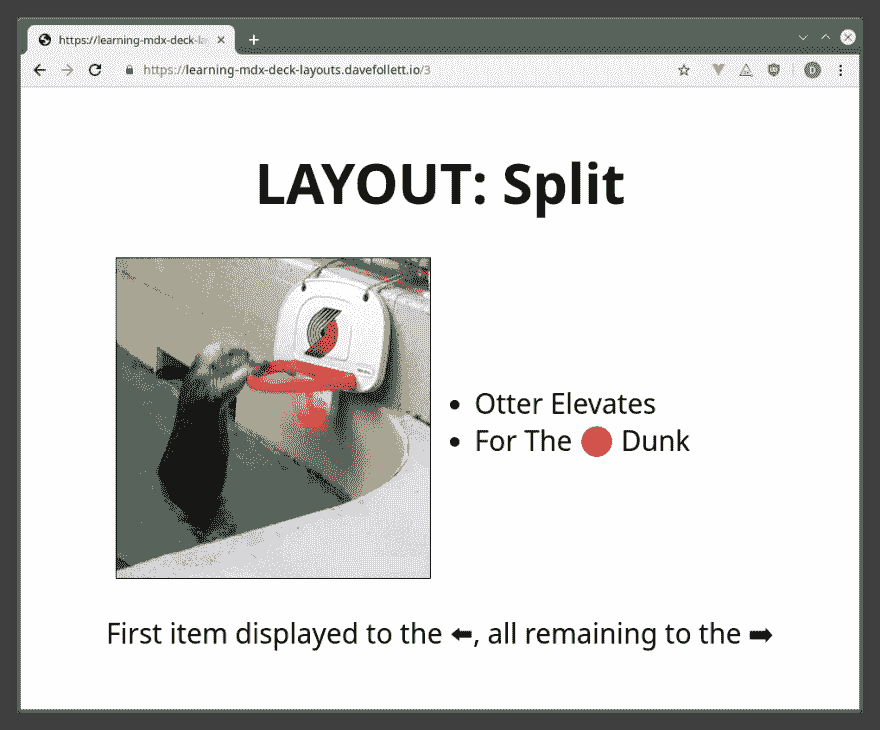 https://learning-mdx-deck-la
https://learning-mdx-deck-layouts.davefollett.io/3
D
LAYOUT: Split
Otter Elevates
For The 🔴 Dunk
First item displayed to the ⬅, all remaining to the ➡